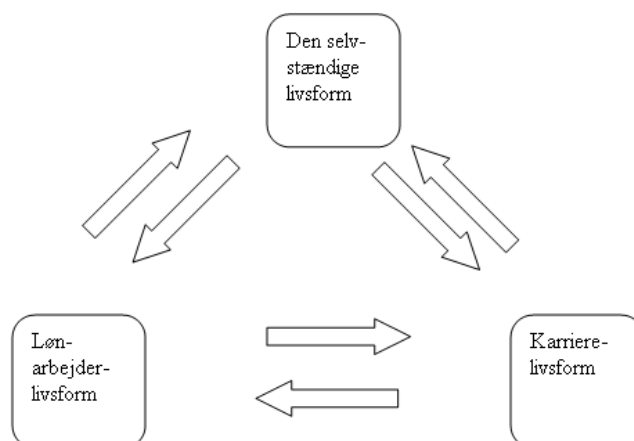 Den selv-
stændige
livsform
Løn-
arbejder-
livsform
Karriere-
livsform